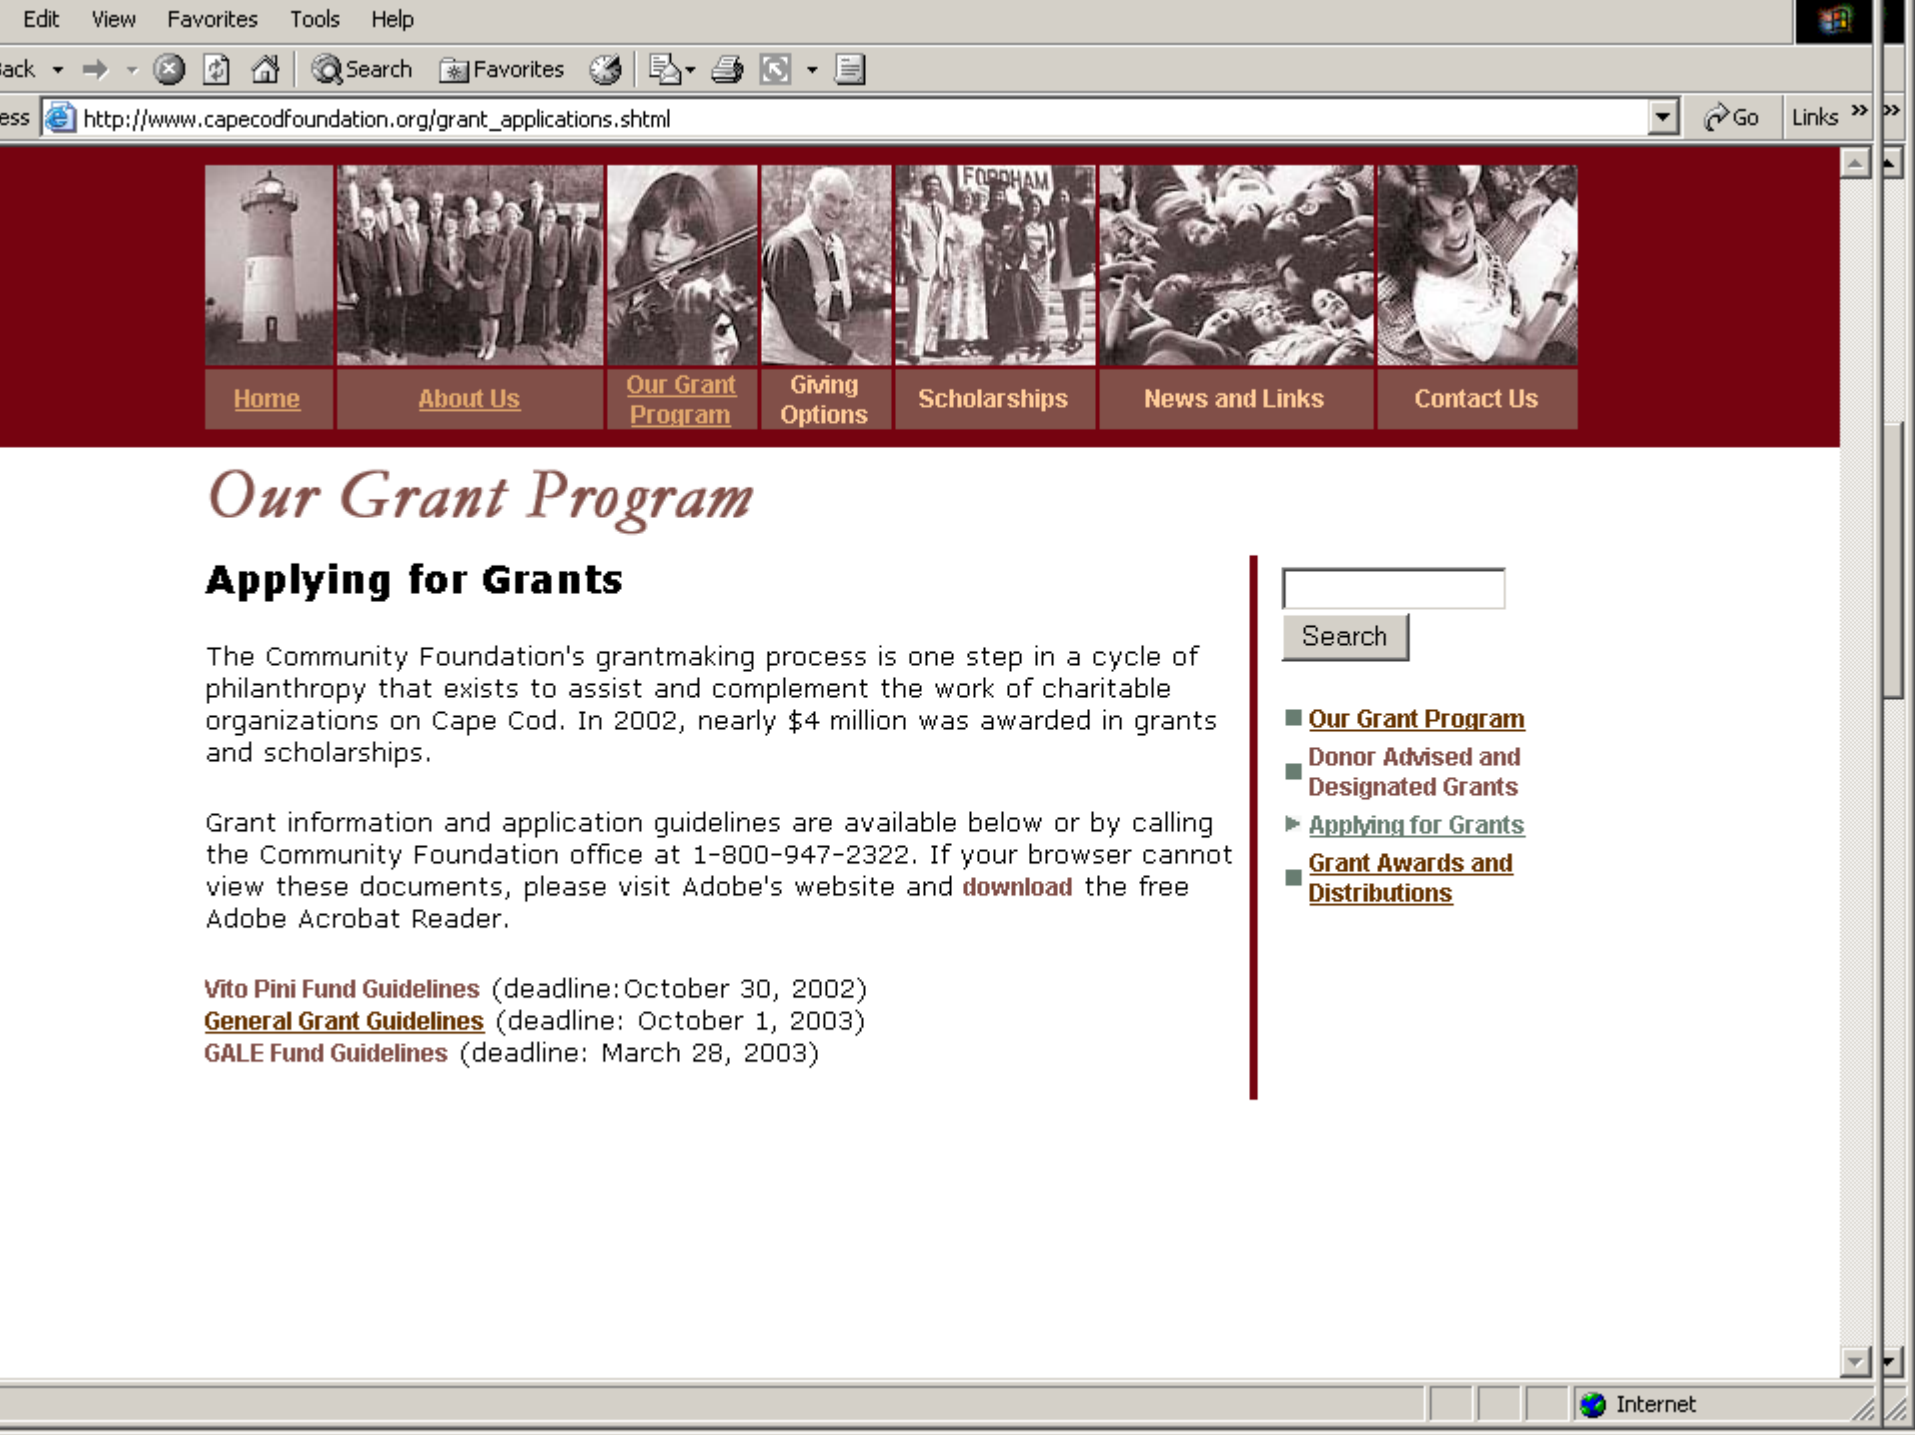 Edit View Favorites Tools Help
Back Search Favorites
ess http://www.capecodfoundation.org/grant_applications.shtml Go Links » »
FORDHAM
Home About Us Our Grant Program Giving Options Scholarships News and Links Contact Us
Our Grant Program
Applying for Grants
The Community Foundation's grantmaking process is one step in a cycle of
philanthropy that exists to assist and complement the work of charitable
organizations on Cape Cod. In 2002, nearly $4 million was awarded in grants
and scholarships.
Grant information and application guidelines are available below or by calling
the Community Foundation office at 1-800-947-2322. If your browser cannot
view these documents, please visit Adobe's website and download the free
Adobe Acrobat Reader.
Vito Pini Fund Guidelines (deadline:October 30, 2002)
General Grant Guidelines (deadline: October 1, 2003)
GALE Fund Guidelines (deadline: March 28, 2003)
Search
Our Grant Program
Donor Advised and
Designated Grants
Applying for Grants
Grant Awards and
Distributions
Internet